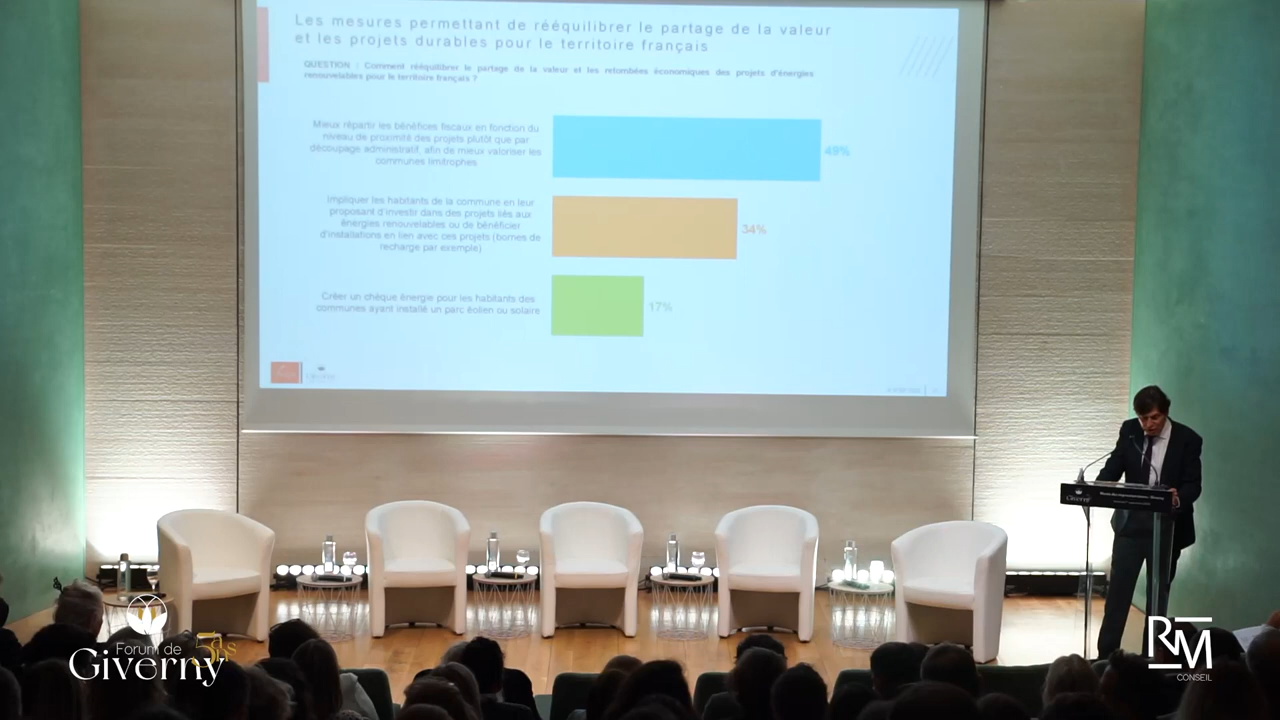 Les mesures permettant de rééquilibrer le partage de la valeur
et les projets durables pour le territoire français
QUESTION : Comment rééquilibrer le partage de la valeur et les retombées économiques des projets d'énergies
renouvelables pour le territoire français ?
Mieux répartir les bénéfices fiscaux en fonction du
niveau de proximité des projets plutôt que par
découpage administratif, afin de mieux valoriser les
communes limitrophes
49%
Impliquer les habitants de la commune en leur
proposant d'investir dans des projets liés aux
énergies renouvelables ou de bénéficier
d'installations en lien avec ces projets (bornes de
recharge par exemple)
34%
Créer un chèque énergie pour les habitants des
communes ayant installé un parc éolien ou solaire
17%
Giverny
Forum de
Giverny
5 ans
RM
CONSEIL